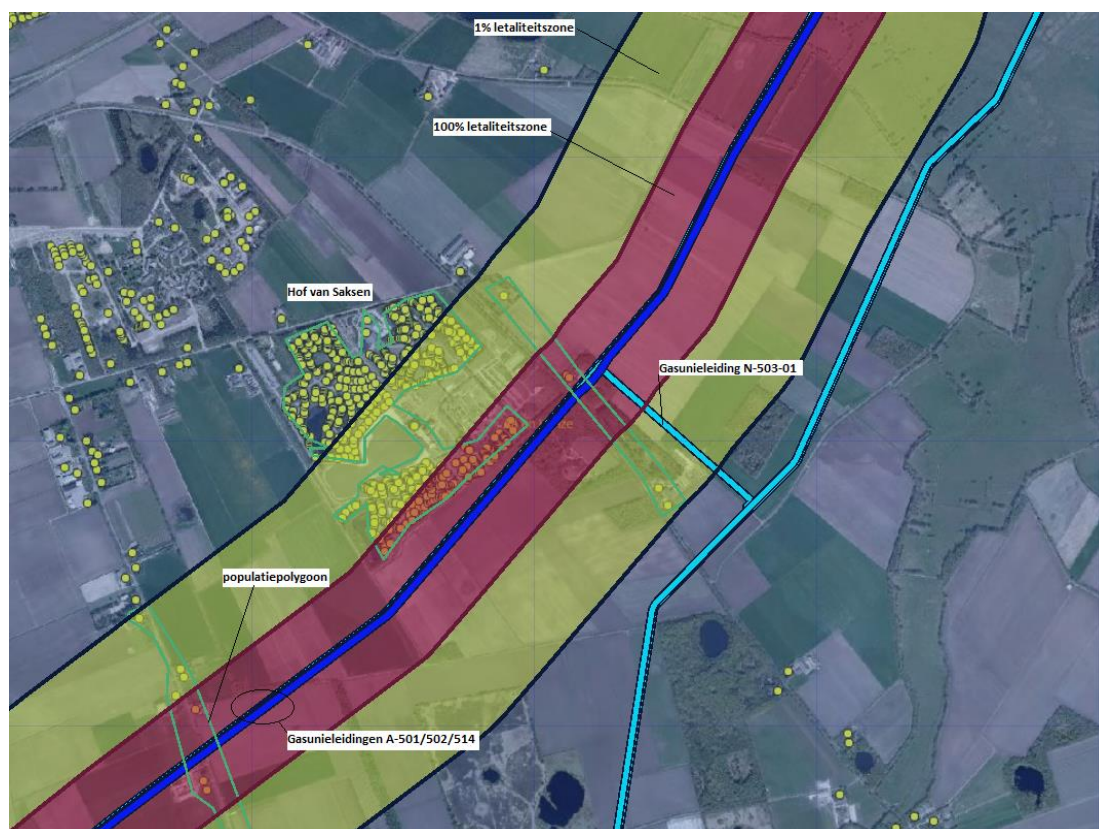 1% letaliteitszone
100% letaliteitszone
Hof van Saksen
Gasunieleiding N-503-01
populatiepolygoon
Gasunieleidingen A-501/502/514